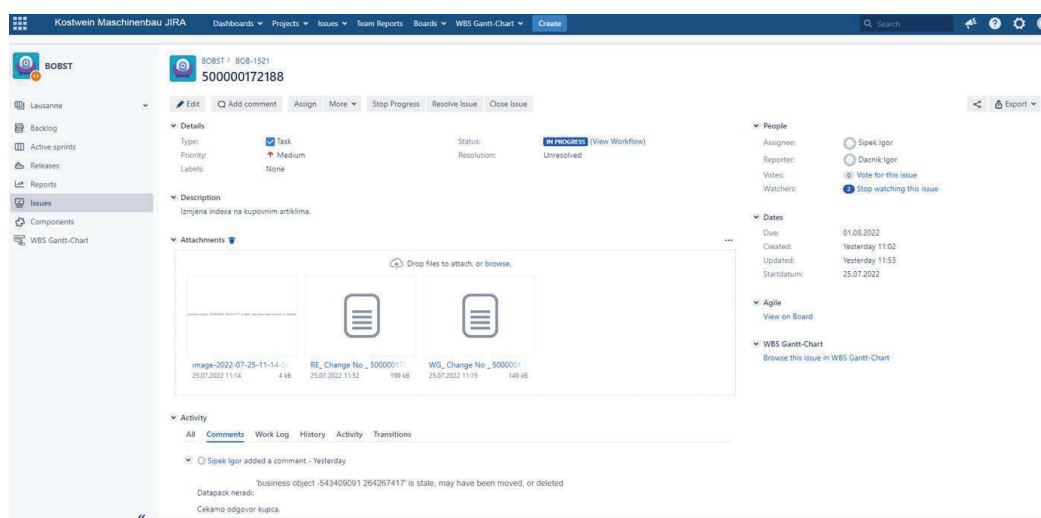 Kostwein Maschinenbau JIRA Dashboards Projects Issues Team Reports Boards WBS Gantt-Chart Create Search
BOBST
Lausanne
Backlog
Active sprints
Releases
Reports
Issues
Components
WBS Gantt-Chart
BOBST / BOB-1521
500000172188
Edit Add comment Assign More Stop Progress Resolve Issue Close Issue Export
Details
Type: Task Status: IN PROGRESS (View Workflow)
Priority: Medium Resolution: Unresolved
Labels: None
Description
Izmjena indexa na kupovnim artiklima.
Attachments
Drop files to attach, or browse.
image-2022-07-25-11-14- RE_Change No _ 50000017 WG_ Change No _ 5000001
25.07.2022 11:14 4 kB 25.07.2022 11:52 199 kB 25.07.2022 11:15 149 kB
Activity
All Comments Work Log History Activity Transitions
Sipek Igor added a comment - Yesterday
'business object -543409091 264267417' is stale, may have been moved, or deleted
Datapack neradi:
Cekamo odgovor kupca.
People
Assignee: Sipek Igor
Reporter: Dacnik Igor
Votes: 0 Vote for this issue
Watchers: 2 Stop watching this issue
Dates
Due: 01.08.2022
Created: Yesterday 11:02
Updated: Yesterday 11:53
Startdatum: 25.07.2022
Agile
View on Board
WBS Gantt-Chart
Browse this issue in WBS Gantt-Chart